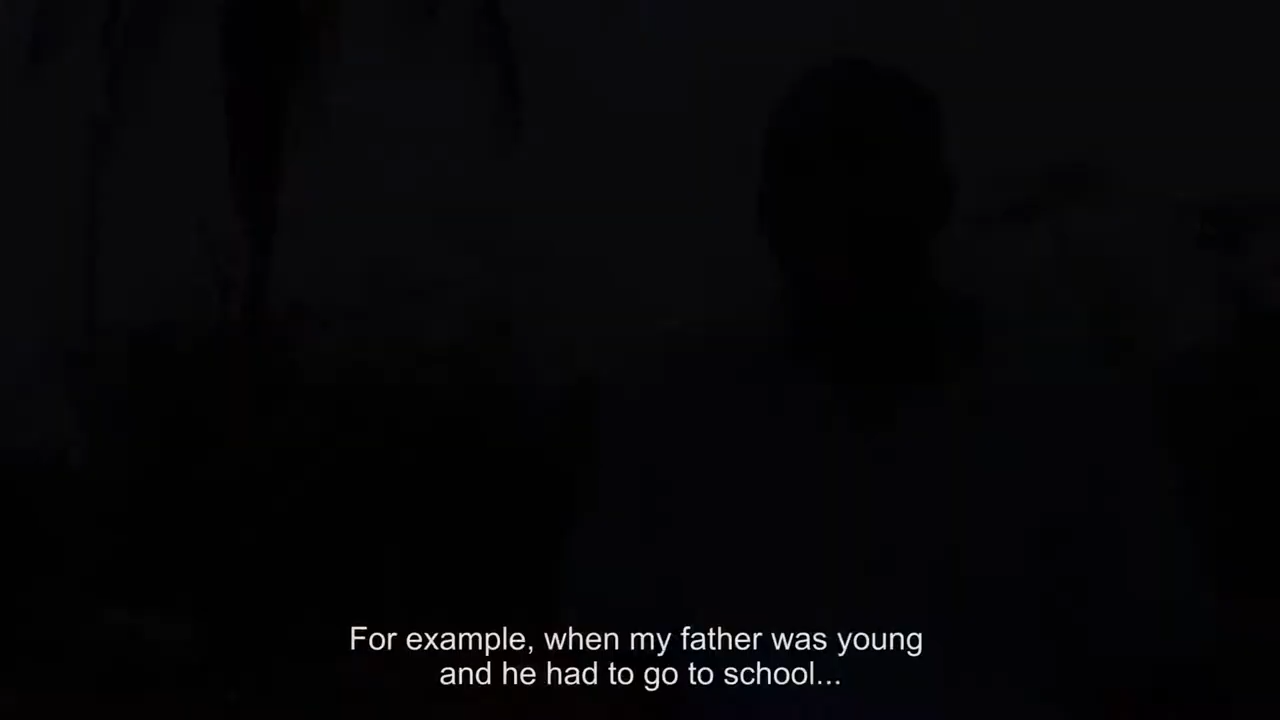 For example, when my father was young
and he had to go to school...